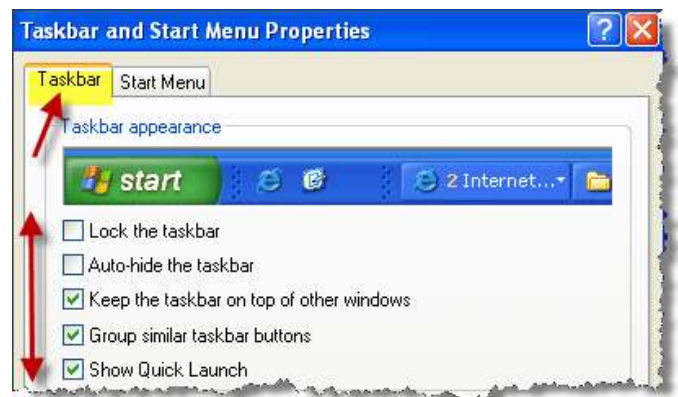 Taskbar and Start Menu Properties
Taskbar Start Menu
Taskbar appearance
start 2 Internet...
Lock the taskbar
Auto-hide the taskbar
Keep the taskbar on top of other windows
Group similar taskbar buttons
Show Quick Launch